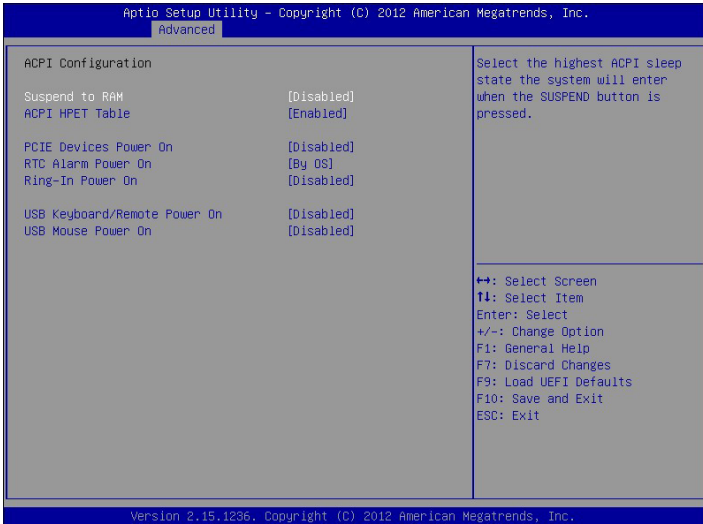 Aptio Setup Utility – Copyright (C) 2012 American Megatrends, Inc.
Advanced
ACPI Configuration
Suspend to RAM [Disabled]
ACPI HPET Table [Enabled]
PCIE Devices Power On [Disabled]
RTC Alarm Power On [By OS]
Ring-In Power On [Disabled]
USB Keyboard/Remote Power On [Disabled]
USB Mouse Power On [Disabled]
Select the highest ACPI sleep
state the system will enter
when the SUSPEND button is
pressed.
↔: Select Screen
↑↓: Select Item
Enter: Select
+/-: Change Option
F1: General Help
F7: Discard Changes
F9: Load UEFI Defaults
F10: Save and Exit
ESC: Exit
Version 2.15.1236. Copyright (C) 2012 American Megatrends, Inc.